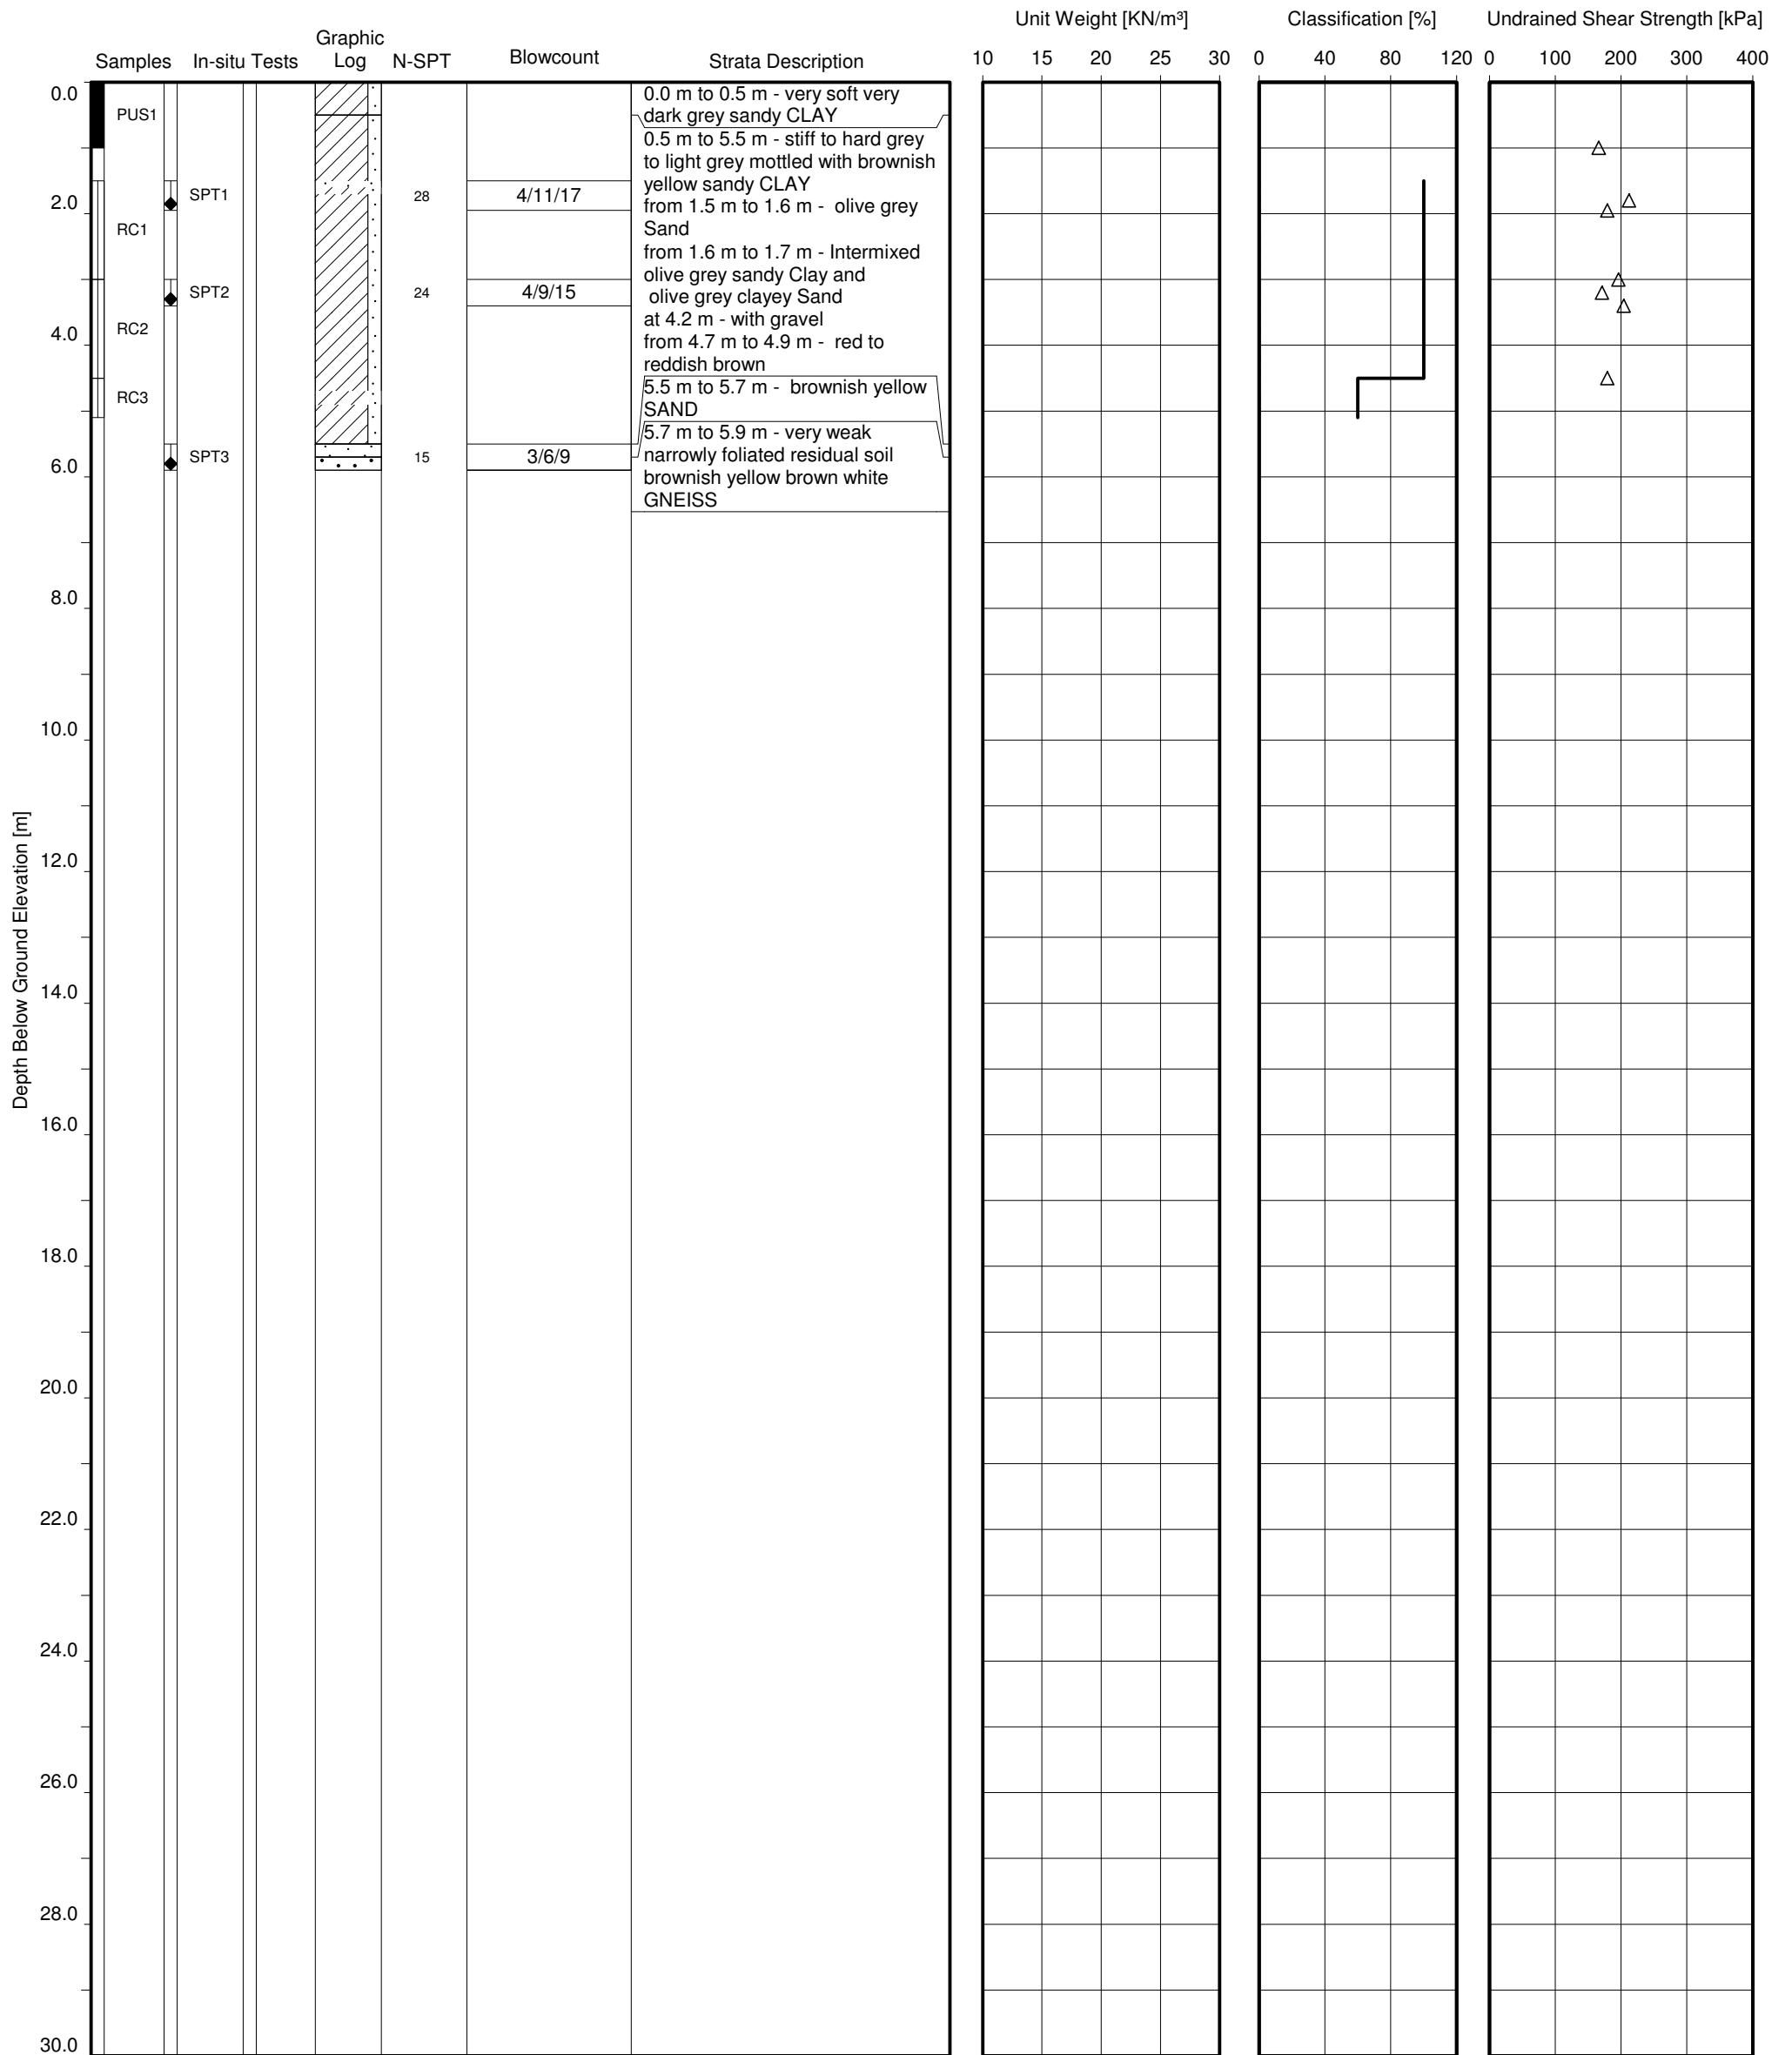 Unit Weight [KN/m³]
Classification [%]
Undrained Shear Strength [kPa]
Samples
In-situ Tests
Graphic
Log
N-SPT
Blowcount
Strata Description
10 15 20 25 30
0 40 80 120
0 100 200 300 400
0.0
2.0
4.0
6.0
8.0
10.0
12.0
14.0
16.0
18.0
20.0
22.0
24.0
26.0
28.0
30.0
Depth Below Ground Elevation [m]
PUS1
RC1
RC2
RC3
SPT1
SPT2
SPT3
28
24
15
4/11/17
4/9/15
3/6/9
0.0 m to 0.5 m - very soft very
dark grey sandy CLAY
0.5 m to 5.5 m - stiff to hard grey
to light grey mottled with brownish
yellow sandy CLAY
from 1.5 m to 1.6 m - olive grey
Sand
from 1.6 m to 1.7 m - Intermixed
olive grey sandy Clay and
olive grey clayey Sand
at 4.2 m - with gravel
from 4.7 m to 4.9 m - red to
reddish brown
5.5 m to 5.7 m - brownish yellow
SAND
5.7 m to 5.9 m - very weak
narrowly foliated residual soil
brownish yellow brown white
GNEISS